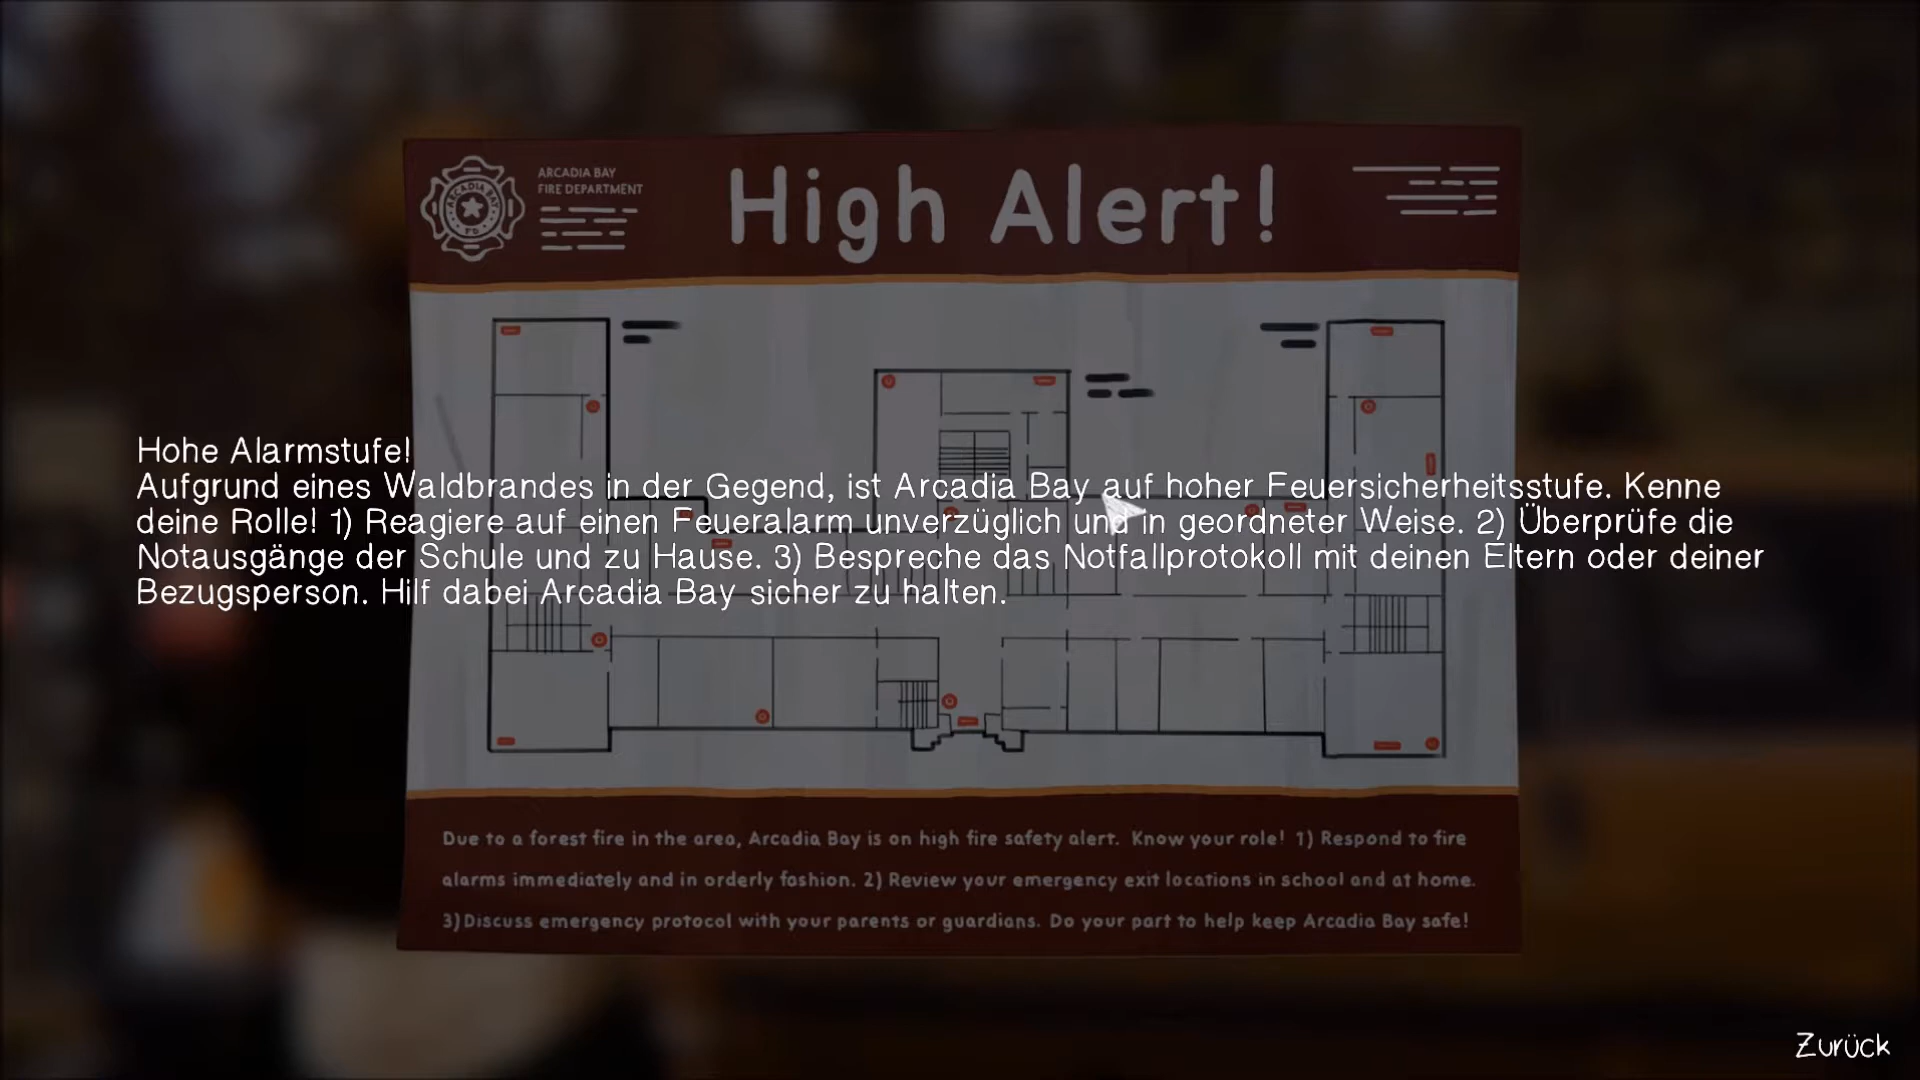 ARCADIA BAY
FIRE DEPARTMENT
High Alert!
ARCADIA BAY
F D
Hohe Alarmstufe!
Aufgrund eines Waldbrandes in der Gegend, ist Arcadia Bay auf hoher Feuersicherheitsstufe. Kenne
deine Rolle! 1) Reagiere auf einen Feueralarm unverzüglich und in geordneter Weise. 2) Überprüfe die
Notausgänge der Schule und zu Hause. 3) Bespreche das Notfallprotokoll mit deinen Eltern oder deiner
Bezugsperson. Hilf dabei Arcadia Bay sicher zu halten.
Due to a forest fire in the area, Arcadia Bay is on high fire safety alert. Know your role! 1) Respond to fire
alarms immediately and in orderly fashion. 2) Review your emergency exit locations in school and at home.
3) Discuss emergency protocol with your parents or guardians. Do your part to help keep Arcadia Bay safe!
Zurück